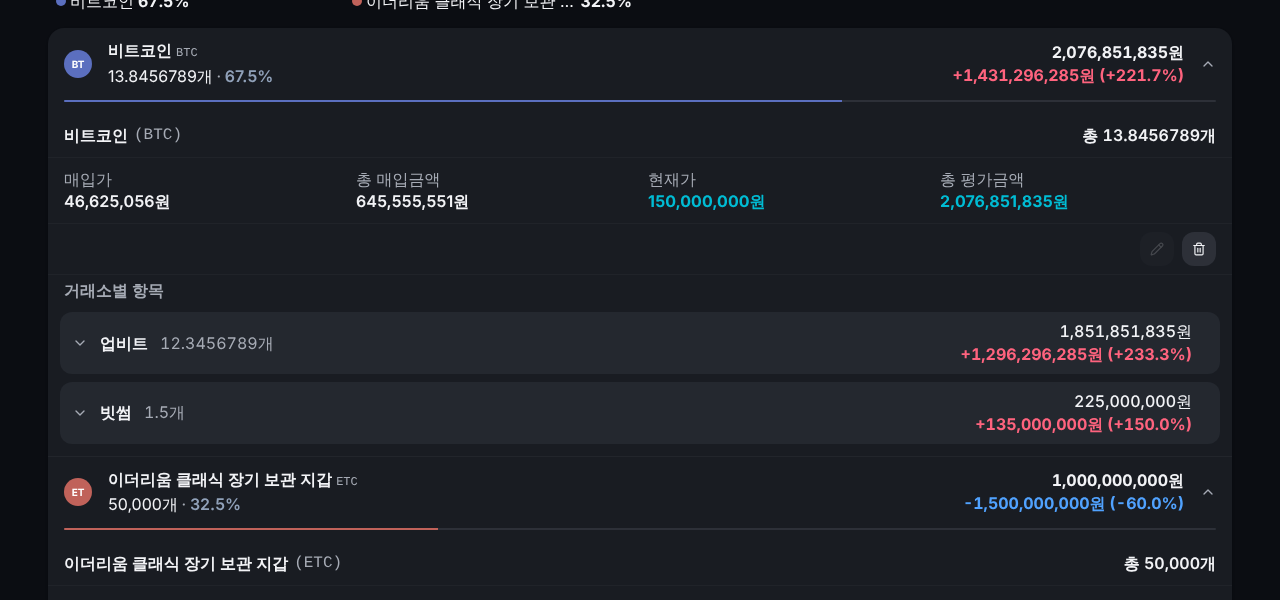 비트코인 67.5%
이더리움 클래식 장기 보관 ... 32.5%
BT
비트코인 BTC
13.8456789개 · 67.5%
2,076,851,835원
+1,431,296,285원 (+221.7%)
비트코인 (BTC)
총 13.8456789개
매입가
46,625,056원
총 매입금액
645,555,551원
현재가
150,000,000원
총 평가금액
2,076,851,835원
거래소별 항목
업비트 12.3456789개
1,851,851,835원
+1,296,296,285원 (+233.3%)
빗썸 1.5개
225,000,000원
+135,000,000원 (+150.0%)
ET
이더리움 클래식 장기 보관 지갑 ETC
50,000개 · 32.5%
1,000,000,000원
-1,500,000,000원 (-60.0%)
이더리움 클래식 장기 보관 지갑 (ETC)
총 50,000개